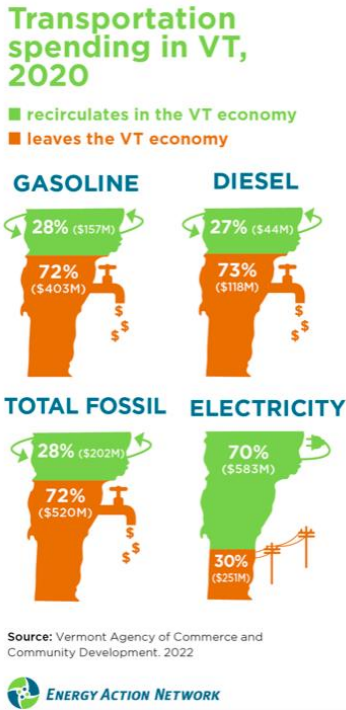 Transportation
spending in VT,
2020
recirculates in the VT economy
leaves the VT economy
GASOLINE
28% ($157M)
72%
($403M)
$
$
$
DIESEL
27% ($44M)
73%
($118M)
$
$
$
TOTAL FOSSIL
28% ($202M)
72%
($520M)
$
$
$
ELECTRICITY
70%
($583M)
30%
($251M)
Source: Vermont Agency of Commerce and
Community Development. 2022
ENERGY ACTION NETWORK